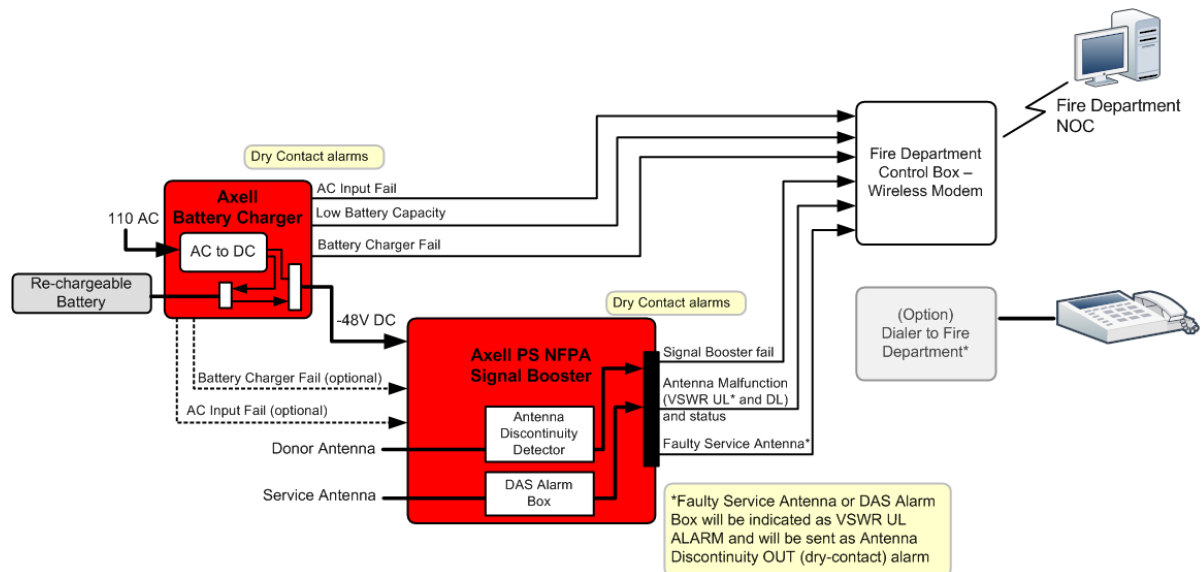 Fire Department
NOC
Dry Contact alarms
Fire Department
Control Box –
Wireless Modem
Axell
Battery Charger
AC Input Fail
Low Battery Capacity
Battery Charger Fail
110 AC
AC to DC
Re-chargeable
Battery
-48V DC
Dry Contact alarms
(Option)
Dialer to Fire
Department*
Axell PS NFPA
Signal Booster
Signal Booster fail
Battery Charger Fail (optional)
AC Input Fail (optional)
Antenna Malfunction
(VSWR UL* and DL)
and status
Antenna
Discontinuity
Detector
Donor Antenna
Faulty Service Antenna*
DAS Alarm
Box
Service Antenna
*Faulty Service Antenna or DAS Alarm
Box will be indicated as VSWR UL
ALARM and will be sent as Antenna
Discontinuity OUT (dry-contact) alarm